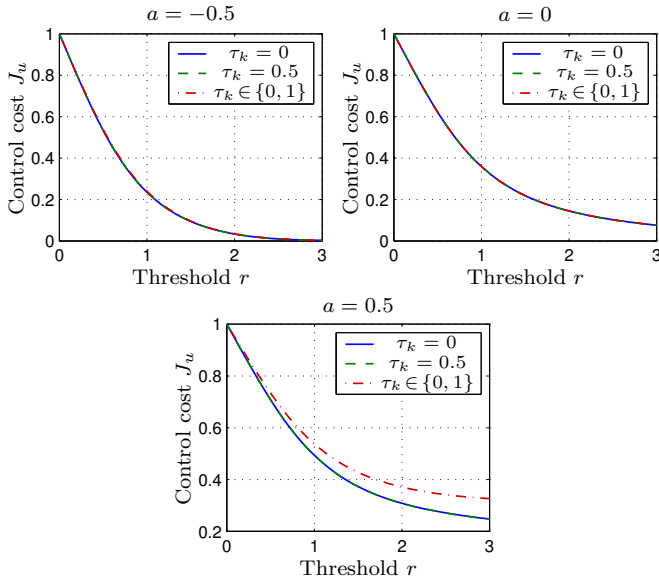 a = −0.5
Control cost J_u
1
0.8
0.6
0.4
0.2
0
τ_k = 0
τ_k = 0.5
τ_k ∈ {0, 1}
0 1 2 3
Threshold r
a = 0
Control cost J_u
1
0.8
0.6
0.4
0.2
0
τ_k = 0
τ_k = 0.5
τ_k ∈ {0, 1}
0 1 2 3
Threshold r
a = 0.5
Control cost J_u
1
0.8
0.6
0.4
0.2
τ_k = 0
τ_k = 0.5
τ_k ∈ {0, 1}
0 1 2 3
Threshold r